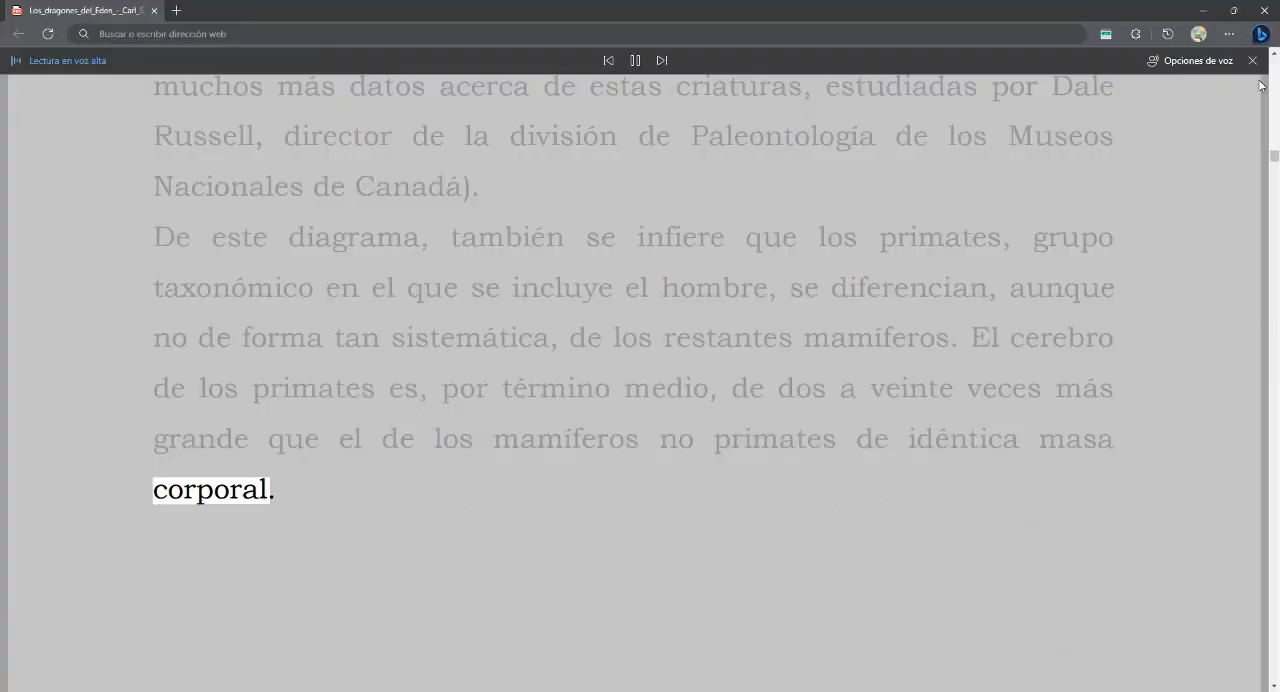 Los_dragones_del_Eden_-_Carl_S
Buscar o escribir dirección web
Lectura en voz alta
Opciones de voz
muchos más datos acerca de estas criaturas, estudiadas por Dale
Russell, director de la división de Paleontología de los Museos
Nacionales de Canadá).
De este diagrama, también se infiere que los primates, grupo
taxonómico en el que se incluye el hombre, se diferencian, aunque
no de forma tan sistemática, de los restantes mamíferos. El cerebro
de los primates es, por término medio, de dos a veinte veces más
grande que el de los mamíferos no primates de idéntica masa
corporal.